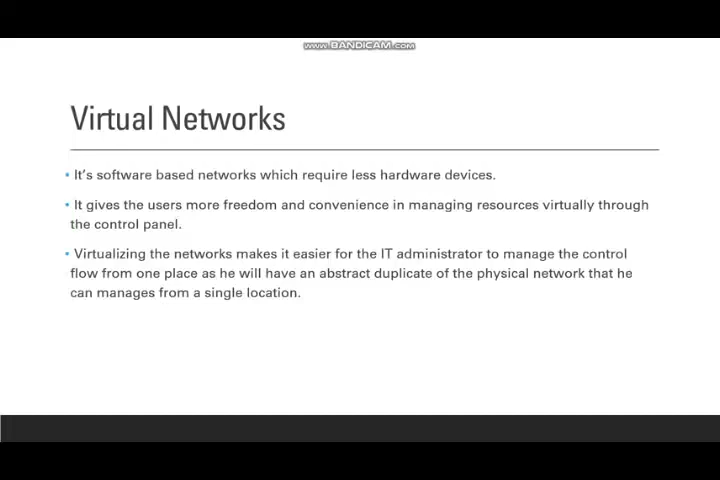 www.BANDICAM.com
Virtual Networks
• It's software based networks which require less hardware devices.
• It gives the users more freedom and convenience in managing resources virtually through
the control panel.
• Virtualizing the networks makes it easier for the IT administrator to manage the control
flow from one place as he will have an abstract duplicate of the physical network that he
can manages from a single location.